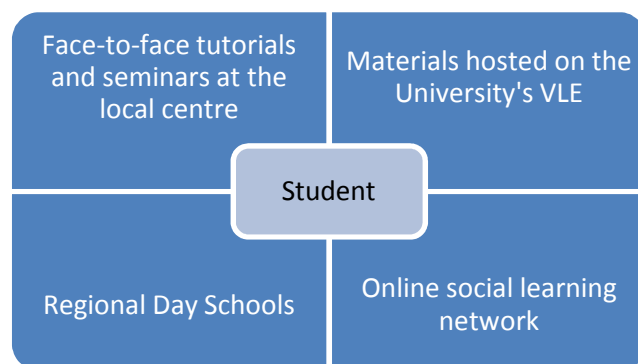 Face-to-face tutorials
and seminars at the
local centre
Materials hosted on the
University's VLE
Student
Regional Day Schools
Online social learning
network